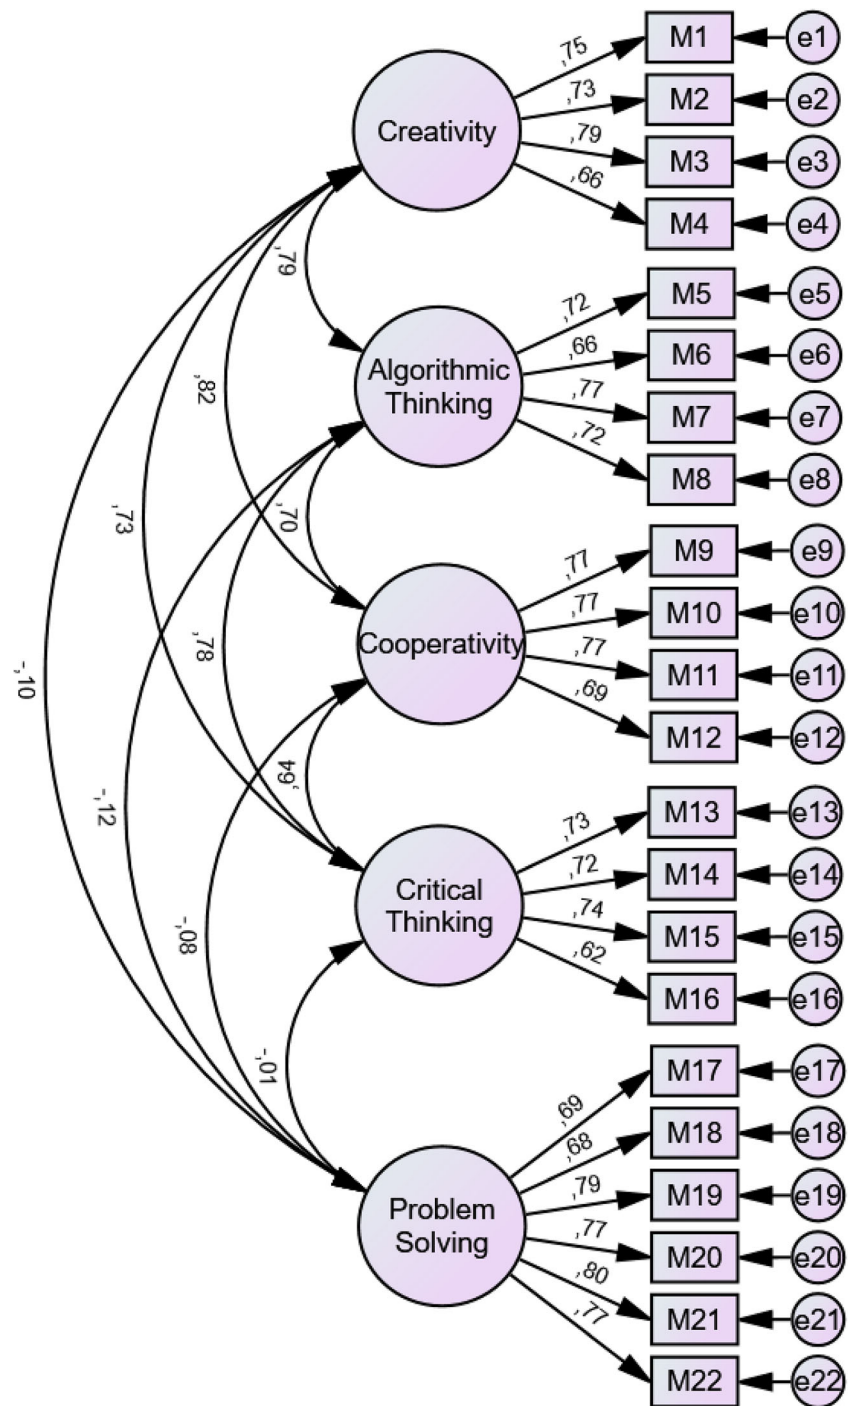 Creativity
,75
M1
e1
,73
M2
e2
,79
M3
e3
,66
M4
e4
,79
Algorithmic
Thinking
,72
M5
e5
,66
M6
e6
,77
M7
e7
,72
M8
e8
,82
,70
,73
Cooperativity
,77
M9
e9
,77
M10
e10
,77
M11
e11
,69
M12
e12
,78
-,10
,64
-,12
Critical
Thinking
,73
M13
e13
,72
M14
e14
,74
M15
e15
,62
M16
e16
-,08
-,01
Problem
Solving
,69
M17
e17
,68
M18
e18
,79
M19
e19
,77
M20
e20
,80
M21
e21
,77
M22
e22